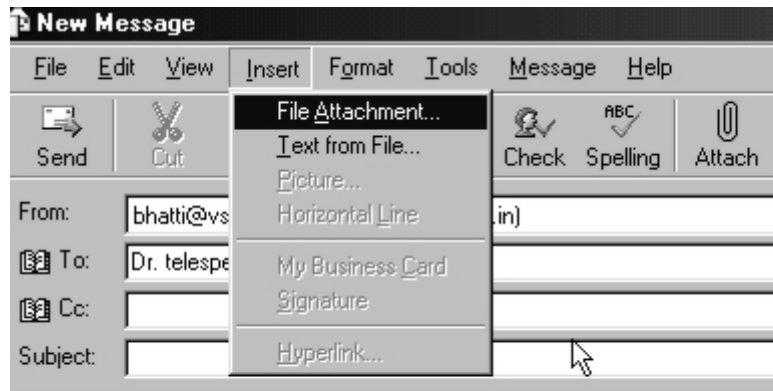 New Message
File Edit View Insert Format Tools Message Help
File Attachment...
Text from File...
Picture...
Horizontal Line
My Business Card
Signature
Hyperlink...
Send Cut Check ABC Spelling Attach
From: bhatti@vs .in)
To: Dr. telespe
Cc:
Subject: